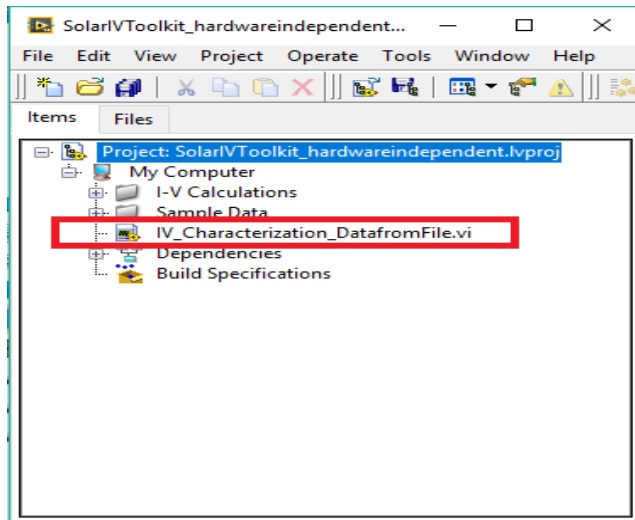 SolarIVToolkit_hardwareindependent...
File Edit View Project Operate Tools Window Help
Items Files
Project: SolarIVToolkit_hardwareindependent.lvproj
My Computer
I-V Calculations
Sample Data
IV_Characterization_DatafromFile.vi
Dependencies
Build Specifications